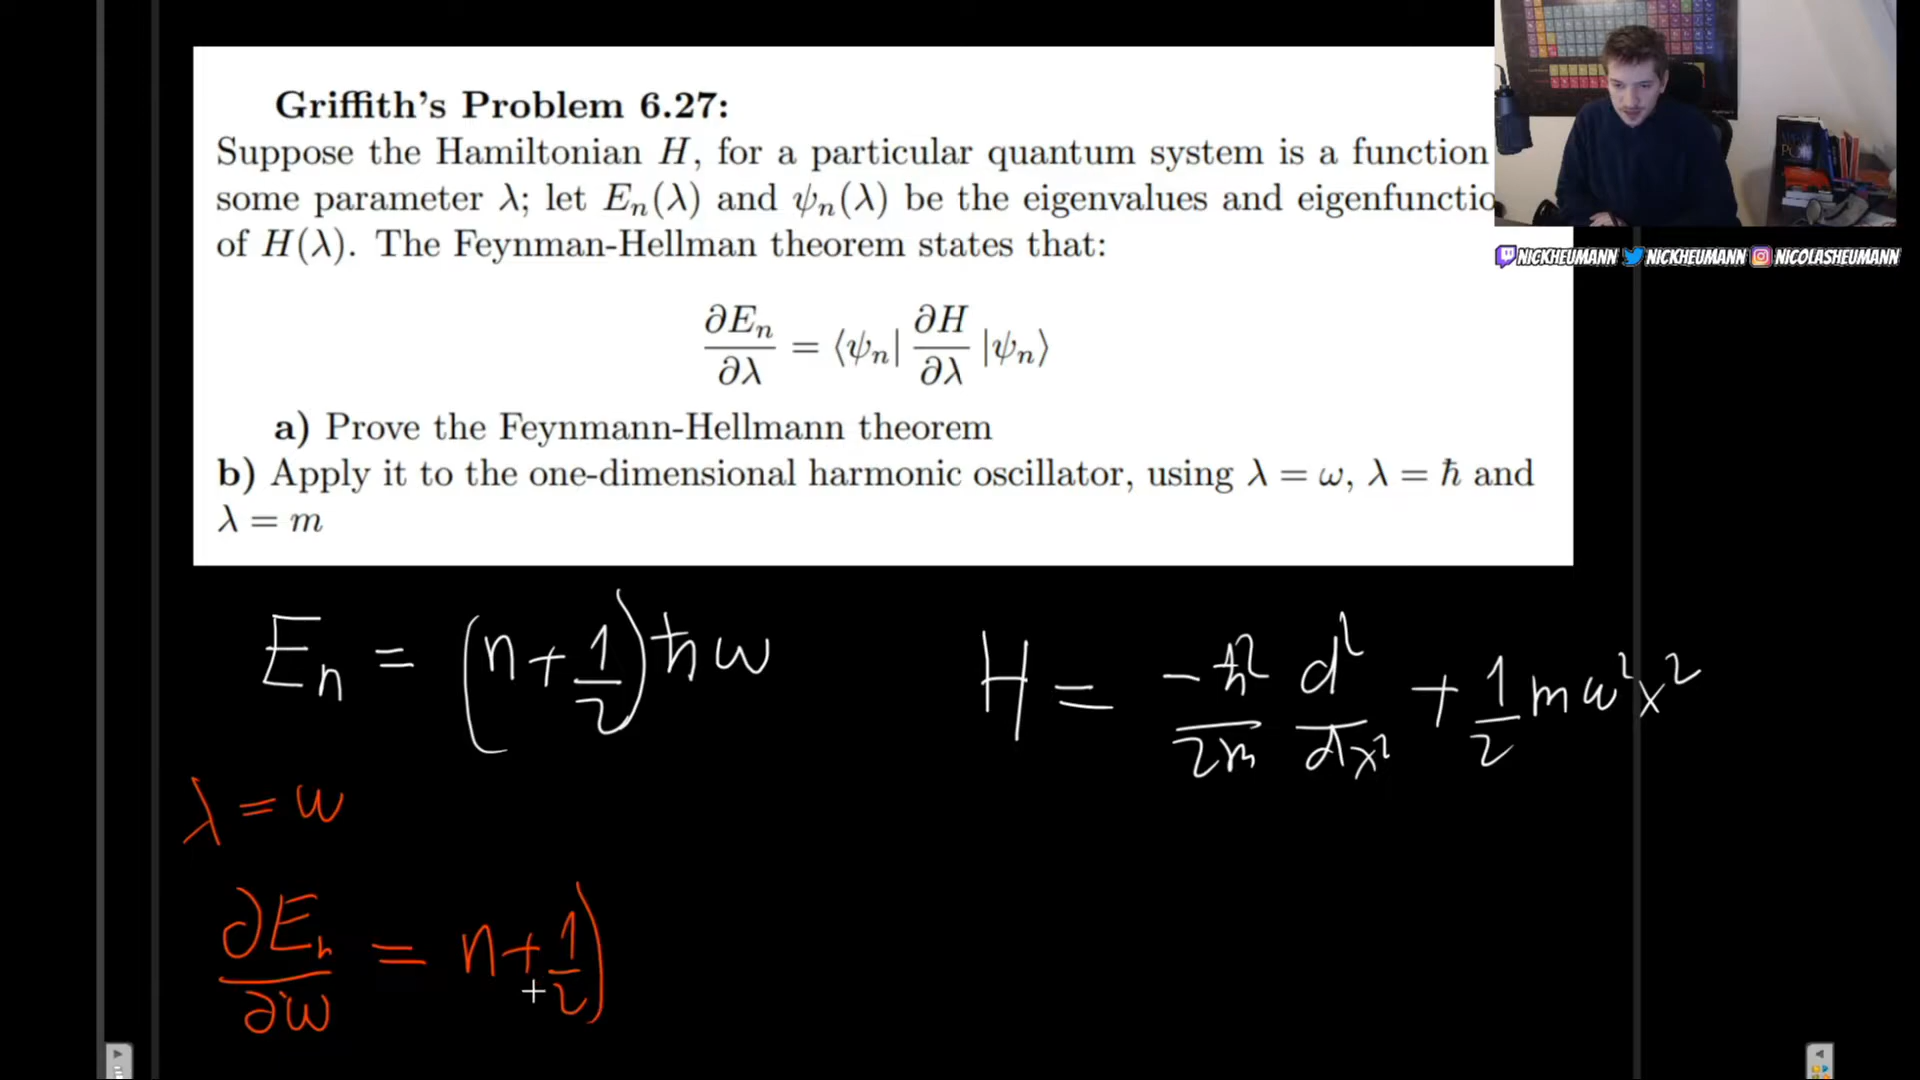 Griffith's Problem 6.27:
Suppose the Hamiltonian H, for a particular quantum system is a function
some parameter λ; let Eₙ(λ) and ψₙ(λ) be the eigenvalues and eigenfunctio
of H(λ). The Feynman-Hellman theorem states that:
∂Eₙ/∂λ = ⟨ψₙ| ∂H/∂λ |ψₙ⟩
a) Prove the Feynmann-Hellmann theorem
b) Apply it to the one-dimensional harmonic oscillator, using λ = ω, λ = ℏ and
λ = m
NICKHEUMANN NICKHEUMANN NICOLASHEUMANN
Eₙ = (n+1/2)ℏω
H = -ℏ²/2m d²/dx² + 1/2 mω²x²
λ = ω
∂Eₙ/∂ω = n+1/2)